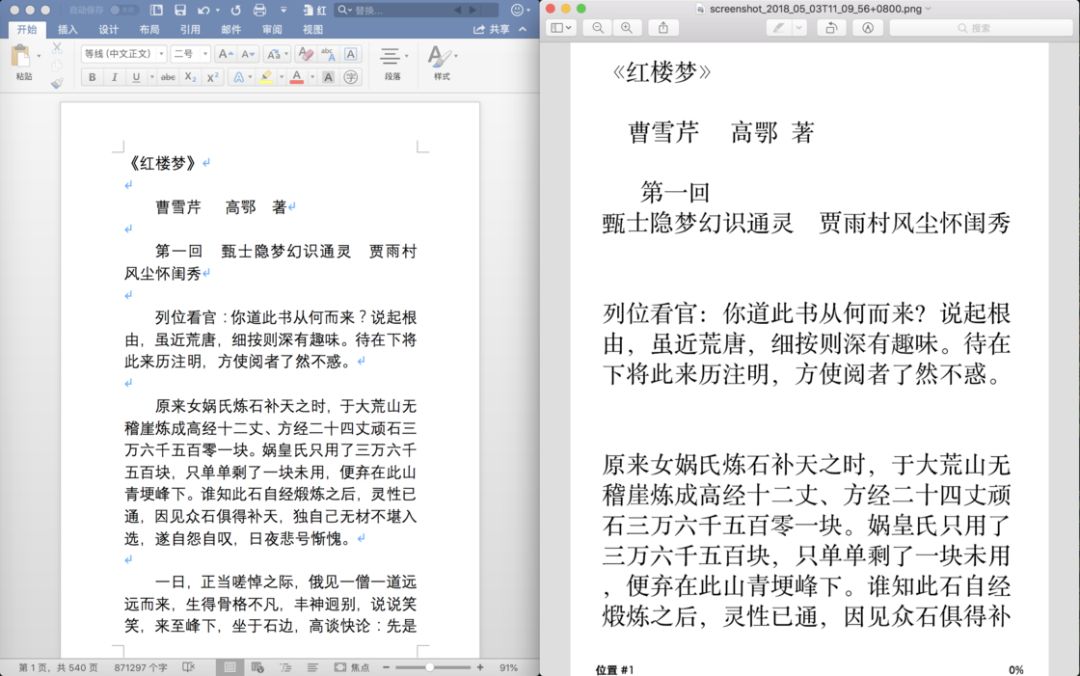 自动保存
红
替换...
开始 插入 设计 布局 引用 邮件 审阅 视图
共享
粘贴
等线 (中文正文) 二号
B I U abc X₂ X²
段落
样式
《红楼梦》
曹雪芹 高鄂 著
第一回 甄士隐梦幻识通灵 贾雨村
风尘怀闺秀
列位看官：你道此书从何而来？说起根
由，虽近荒唐，细按则深有趣味。待在下将
此来历注明，方使阅者了然不惑。
原来女娲氏炼石补天之时，于大荒山无
稽崖炼成高经十二丈、方经二十四丈顽石三
万六千五百零一块。娲皇氏只用了三万六千
五百块，只单单剩了一块未用，便弃在此山
青埂峰下。谁知此石自经煅炼之后，灵性已
通，因见众石俱得补天，独自己无材不堪入
选，遂自怨自叹，日夜悲号惭愧。
一日，正当嗟悼之际，俄见一僧一道远
远而来，生得骨格不凡，丰神迥别，说说笑
笑，来至峰下，坐于石边，高谈快论：先是
第 1 页，共 540 页 871297 个字 焦点 91%
screenshot_2018_05_03T11_09_56+0800.png
搜索
《红楼梦》
曹雪芹 高鄂 著
第一回
甄士隐梦幻识通灵 贾雨村风尘怀闺秀
列位看官：你道此书从何而来？说起根
由，虽近荒唐，细按则深有趣味。待在
下将此来历注明，方使阅者了然不惑。
原来女娲氏炼石补天之时，于大荒山无
稽崖炼成高经十二丈、方经二十四丈顽
石三万六千五百零一块。娲皇氏只用了
三万六千五百块，只单单剩了一块未用
，便弃在此山青埂峰下。谁知此石自经
煅炼之后，灵性已通，因见众石俱得补
位置 #1 0%